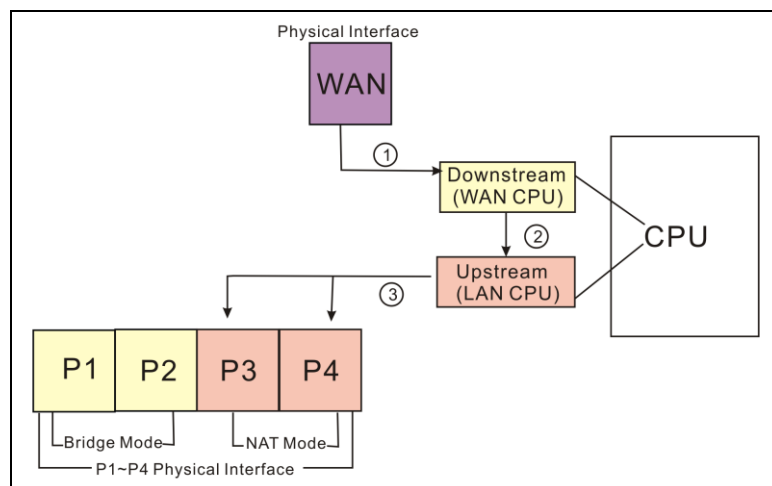 Physical Interface
WAN
①
Downstream
(WAN CPU)
②
CPU
Upstream
(LAN CPU)
③
P1 P2 P3 P4
Bridge Mode NAT Mode
P1~P4 Physical Interface